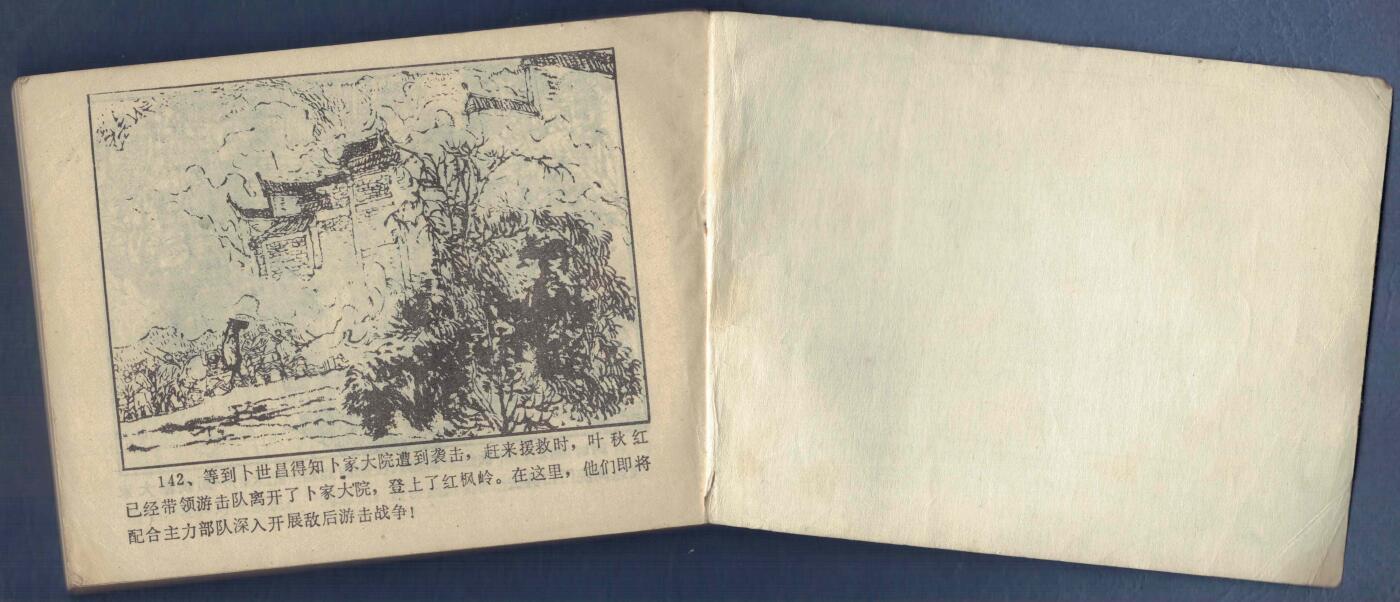 142、等到卜世昌得知卜家大院遭到袭击，赶来援救时，叶秋红
已经带领游击队离开了卜家大院，登上了红枫岭。在这里，他们即将
配合主力部队深入开展敌后游击战争！